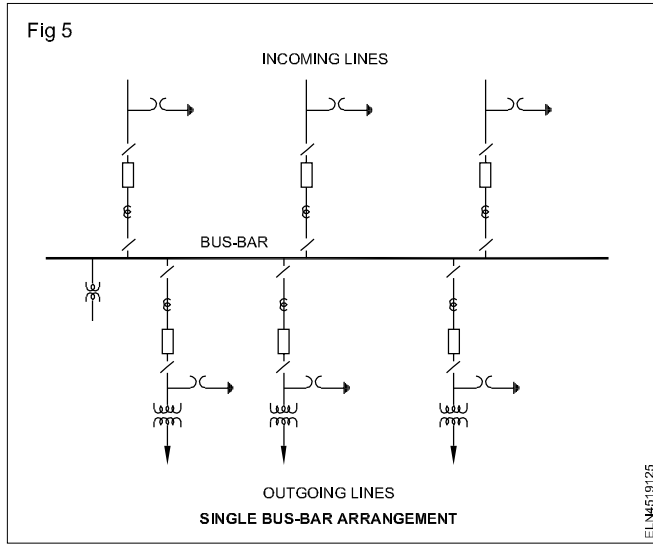 Fig 5
INCOMING LINES
BUS-BAR
OUTGOING LINES
SINGLE BUS-BAR ARRANGEMENT
ELN4519125